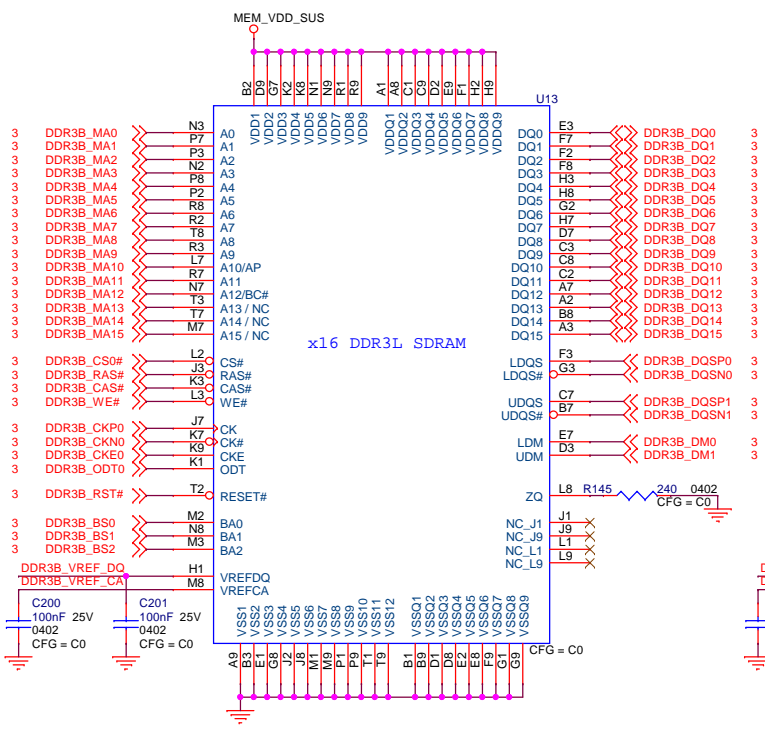 MEM_VDD_SUS
B2 D9 G7 K2 K8 N1 N9 R1 R9 A1 A8 C1 C9 D2 E9 F1 H2 H9
U13
VDD1 VDD2 VDD3 VDD4 VDD5 VDD6 VDD7 VDD8 VDD9 VDDQ1 VDDQ2 VDDQ3 VDDQ4 VDDQ5 VDDQ6 VDDQ7 VDDQ8 VDDQ9
3 DDR3B_MA0 N3 A0 DQ0 E3 DDR3B_DQ0 3
3 DDR3B_MA1 P7 A1 DQ1 F7 DDR3B_DQ1 3
3 DDR3B_MA2 P3 A2 DQ2 F2 DDR3B_DQ2 3
3 DDR3B_MA3 N2 A3 DQ3 F8 DDR3B_DQ3 3
3 DDR3B_MA4 P8 A4 DQ4 H3 DDR3B_DQ4 3
3 DDR3B_MA5 P2 A5 DQ5 H8 DDR3B_DQ5 3
3 DDR3B_MA6 R8 A6 DQ6 G2 DDR3B_DQ6 3
3 DDR3B_MA7 R2 A7 DQ7 H7 DDR3B_DQ7 3
3 DDR3B_MA8 T8 A8 DQ8 D7 DDR3B_DQ8 3
3 DDR3B_MA9 R3 A9 DQ9 C3 DDR3B_DQ9 3
3 DDR3B_MA10 L7 A10/AP DQ10 C8 DDR3B_DQ10 3
3 DDR3B_MA11 R7 A11 DQ11 C2 DDR3B_DQ11 3
3 DDR3B_MA12 N7 A12/BC# DQ12 A7 DDR3B_DQ12 3
3 DDR3B_MA13 T3 A13 / NC DQ13 A2 DDR3B_DQ13 3
3 DDR3B_MA14 T7 A14 / NC DQ14 B8 DDR3B_DQ14 3
3 DDR3B_MA15 M7 A15 / NC DQ15 A3 DDR3B_DQ15 3
x16 DDR3L SDRAM
3 DDR3B_CS0# L2 CS# LDQS F3 DDR3B_DQSP0 3
3 DDR3B_RAS# J3 RAS# LDQS# G3 DDR3B_DQSN0 3
3 DDR3B_CAS# K3 CAS#
3 DDR3B_WE# L3 WE# UDQS C7 DDR3B_DQSP1 3
UDQS# B7 DDR3B_DQSN1 3
3 DDR3B_CKP0 J7 CK
3 DDR3B_CKN0 K7 CK# LDM E7 DDR3B_DM0 3
3 DDR3B_CKE0 K9 CKE UDM D3 DDR3B_DM1 3
3 DDR3B_ODT0 K1 ODT
3 DDR3B_RST# T2 RESET# ZQ L8 R145 240 0402
CFG = C0
3 DDR3B_BS0 M2 BA0 NC_J1 J1
3 DDR3B_BS1 N8 BA1 NC_J9 J9
3 DDR3B_BS2 M3 BA2 NC_L1 L1
NC_L9 L9
DDR3B_VREF_DQ H1 VREFDQ
DDR3B_VREF_CA M8 VREFCA
C200 C201
100nF 25V 100nF 25V
0402 0402
CFG = C0 CFG = C0
VSS1 VSS2 VSS3 VSS4 VSS5 VSS6 VSS7 VSS8 VSS9 VSS10 VSS11 VSS12 VSSQ1 VSSQ2 VSSQ3 VSSQ4 VSSQ5 VSSQ6 VSSQ7 VSSQ8 VSSQ9
CFG = C0
A9 B3 E1 G8 J2 J8 M1 M9 P1 P9 T1 T9 B1 B9 D1 D8 E2 E8 F9 G1 G9